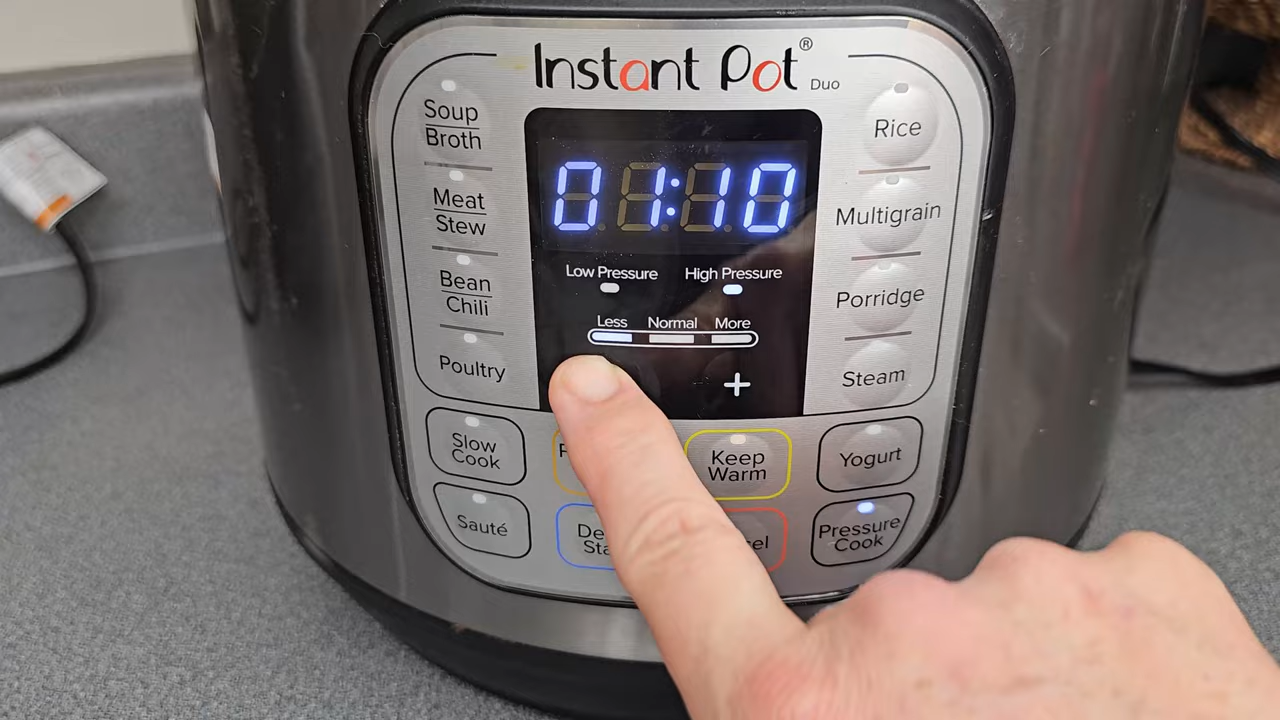 Instant Pot® Duo
Soup
Broth
Meat
Stew
Bean
Chili
Poultry
01:10
Low Pressure High Pressure
Less Normal More
+
Rice
Multigrain
Porridge
Steam
Slow
Cook
Keep
Warm
Yogurt
Sauté
Pressure
Cook